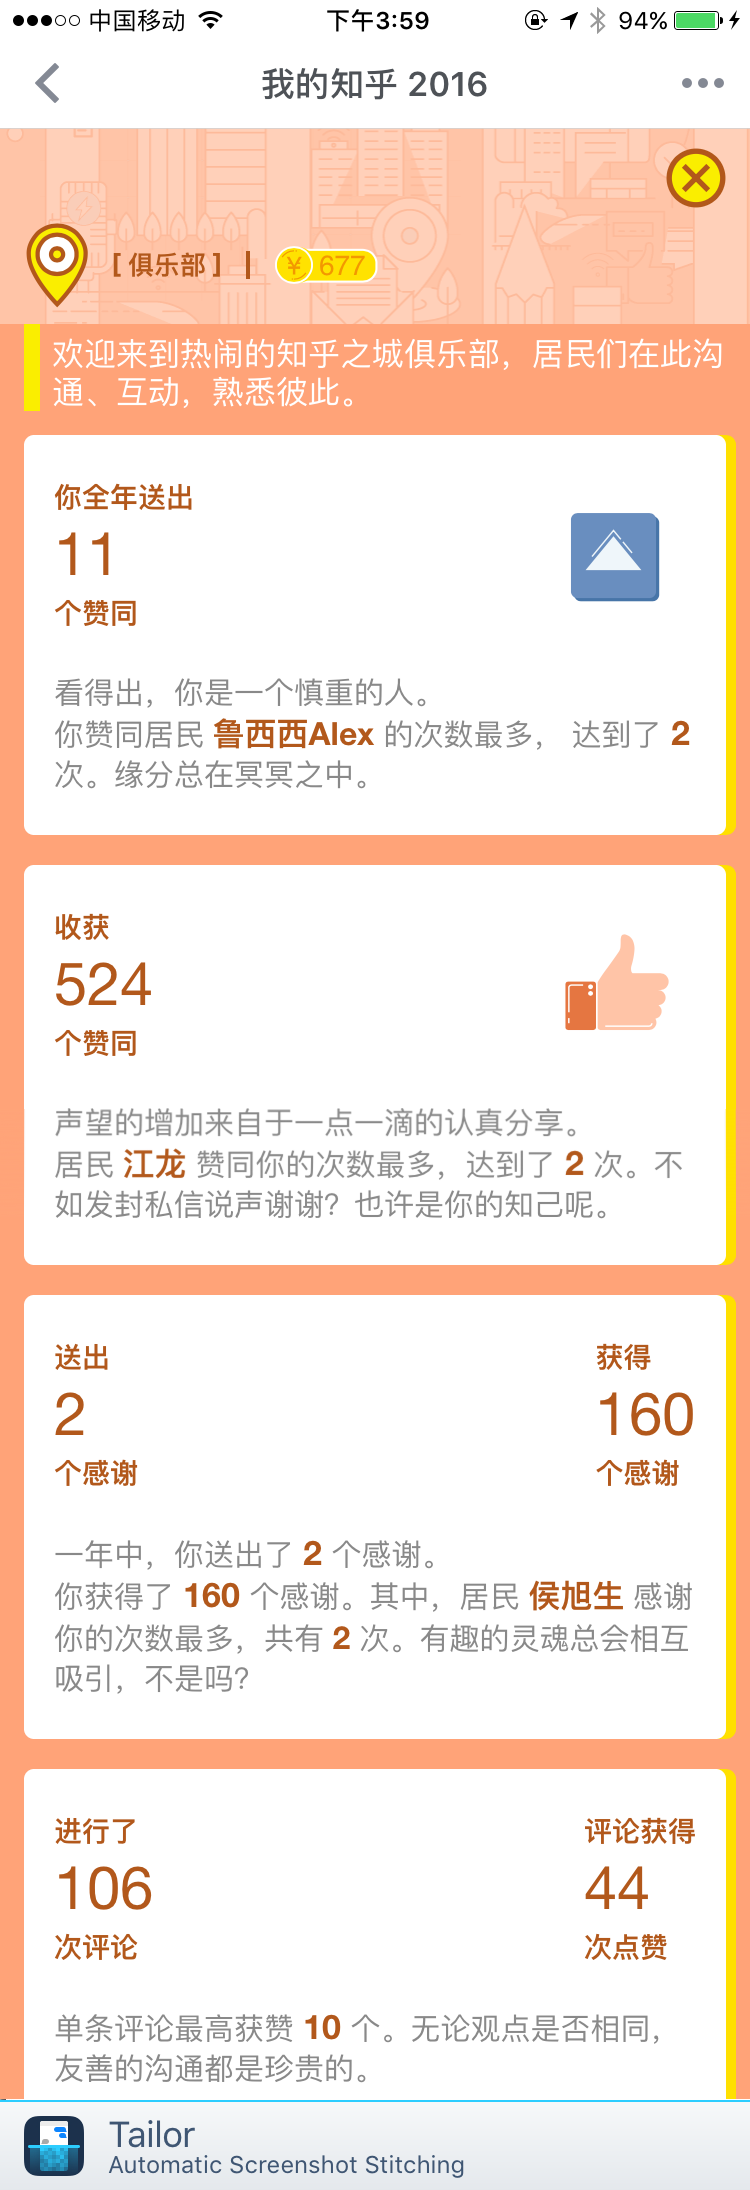 中国移动 下午3:59 94%
我的知乎 2016
[ 俱乐部 ] | ¥ 677
欢迎来到热闹的知乎之城俱乐部，居民们在此沟
通、互动，熟悉彼此。
你全年送出
11
个赞同
看得出，你是一个慎重的人。
你赞同居民 鲁西西Alex 的次数最多， 达到了 2
次。缘分总在冥冥之中。
收获
524
个赞同
声望的增加来自于一点一滴的认真分享。
居民 江龙 赞同你的次数最多，达到了 2 次。不
如发封私信说声谢谢？也许是你的知己呢。
送出 获得
2 160
个感谢 个感谢
一年中，你送出了 2 个感谢。
你获得了 160 个感谢。其中，居民 侯旭生 感谢
你的次数最多，共有 2 次。有趣的灵魂总会相互
吸引，不是吗？
进行了 评论获得
106 44
次评论 次点赞
单条评论最高获赞 10 个。无论观点是否相同，
友善的沟通都是珍贵的。
Tailor
Automatic Screenshot Stitching